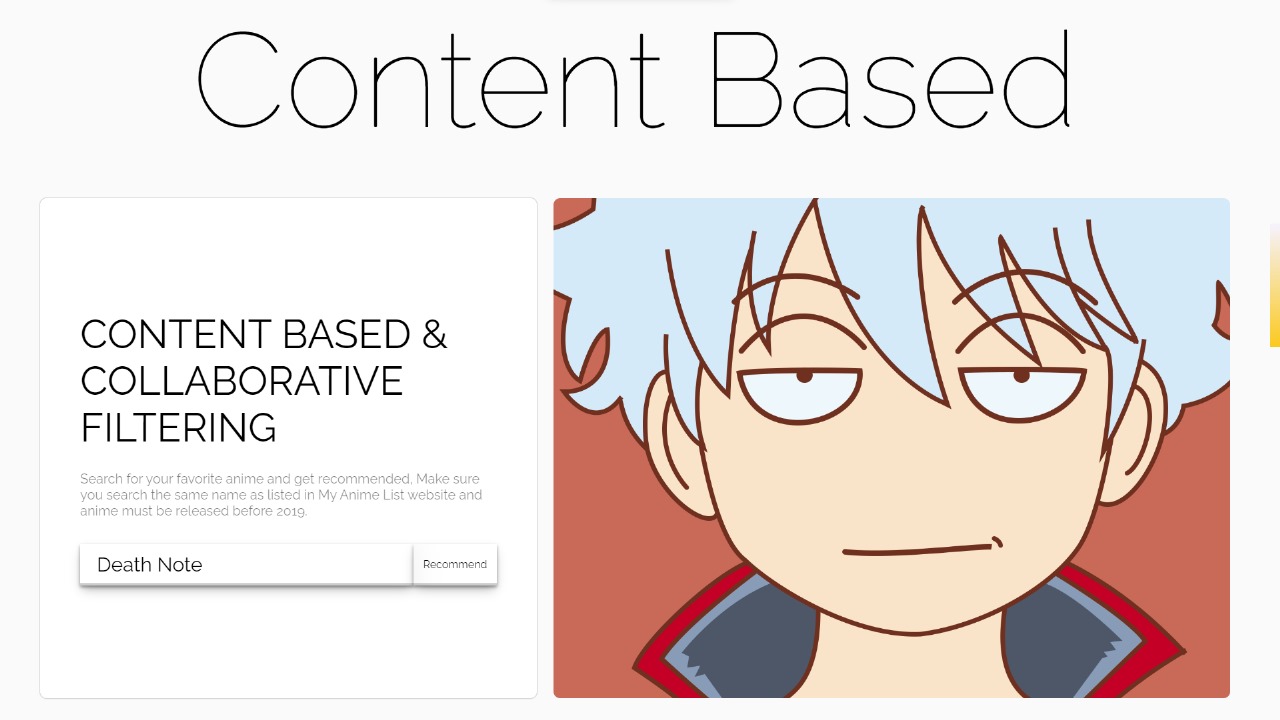 Content Based
CONTENT BASED &
COLLABORATIVE
FILTERING
Search for your favorite anime and get recommended. Make sure
you search the same name as listed in My Anime List website and
anime must be released before 2019.
Death Note
Recommend